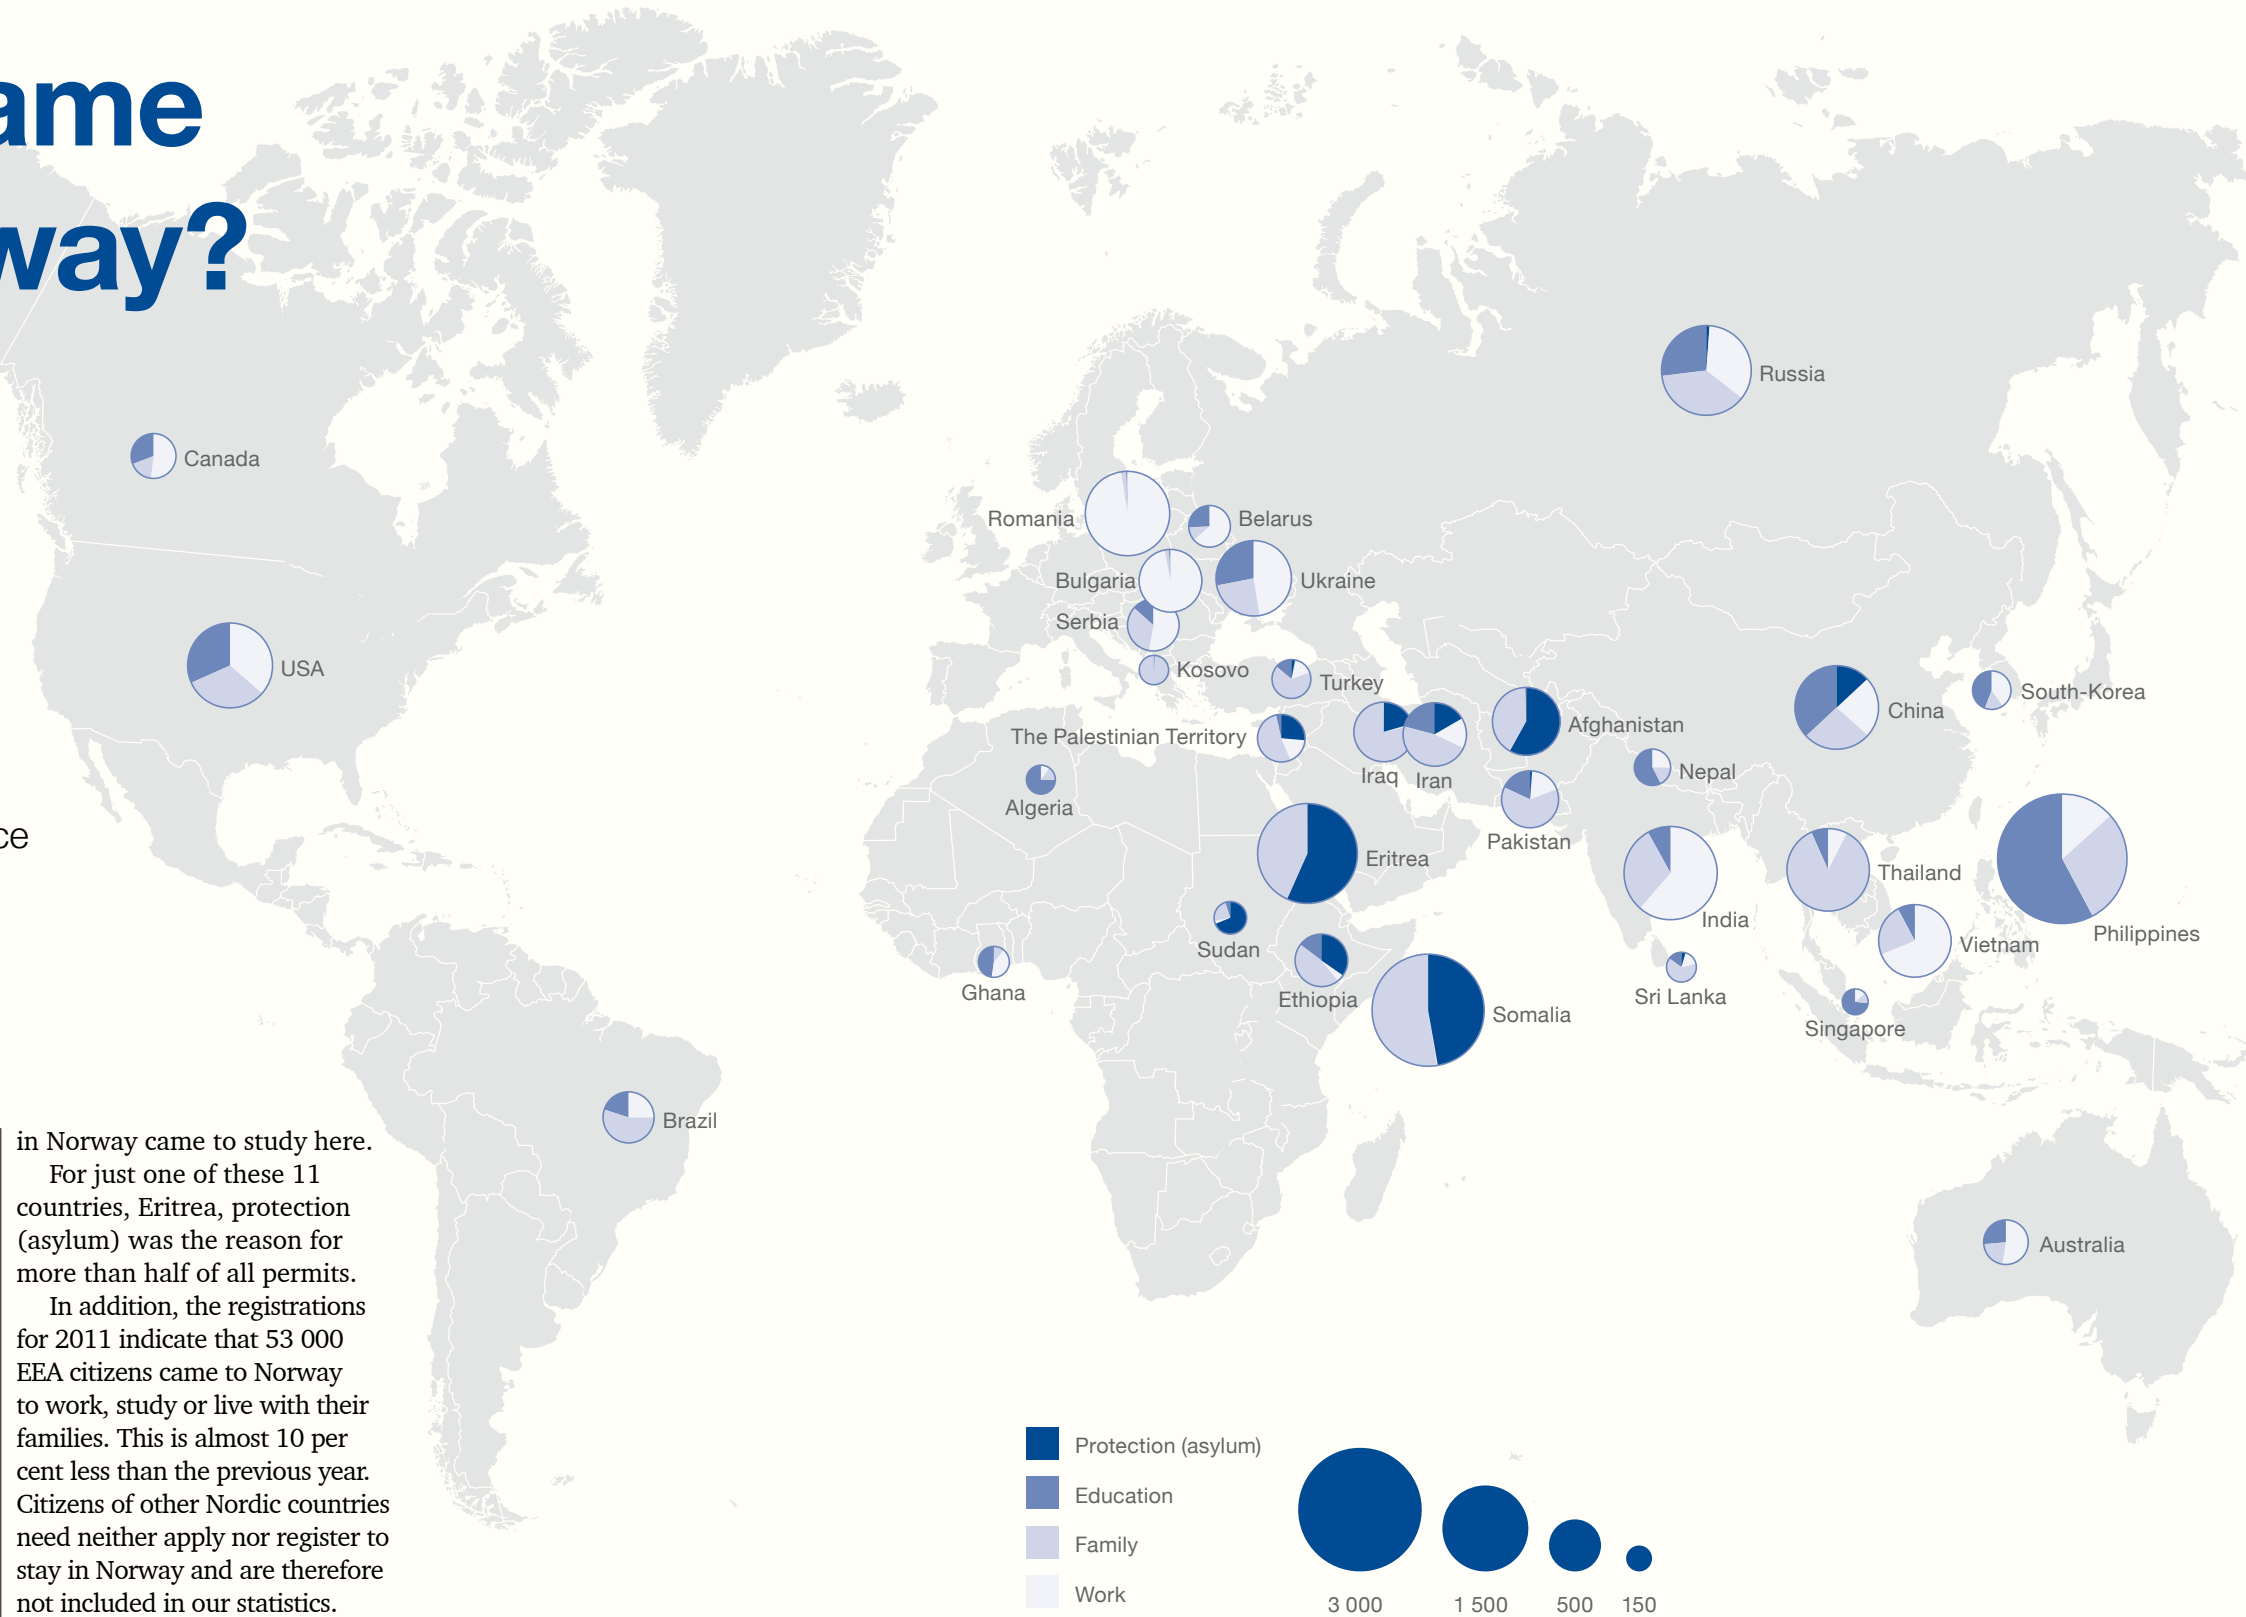 ame
way?
ce
in Norway came to study here.
For just one of these 11
countries, Eritrea, protection
(asylum) was the reason for
more than half of all permits.
In addition, the registrations
for 2011 indicate that 53 000
EEA citizens came to Norway
to work, study or live with their
families. This is almost 10 per
cent less than the previous year.
Citizens of other Nordic countries
need neither apply nor register to
stay in Norway and are therefore
not included in our statistics.
Canada
USA
Brazil
Russia
Romania
Belarus
Bulgaria
Ukraine
Serbia
Kosovo
Turkey
The Palestinian Territory
Iraq
Iran
Afghanistan
Pakistan
Nepal
China
South-Korea
Algeria
Eritrea
Sudan
Ghana
Ethiopia
Somalia
India
Sri Lanka
Thailand
Vietnam
Philippines
Singapore
Australia
Protection (asylum)
Education
Family
Work
3 000
1 500
500
150